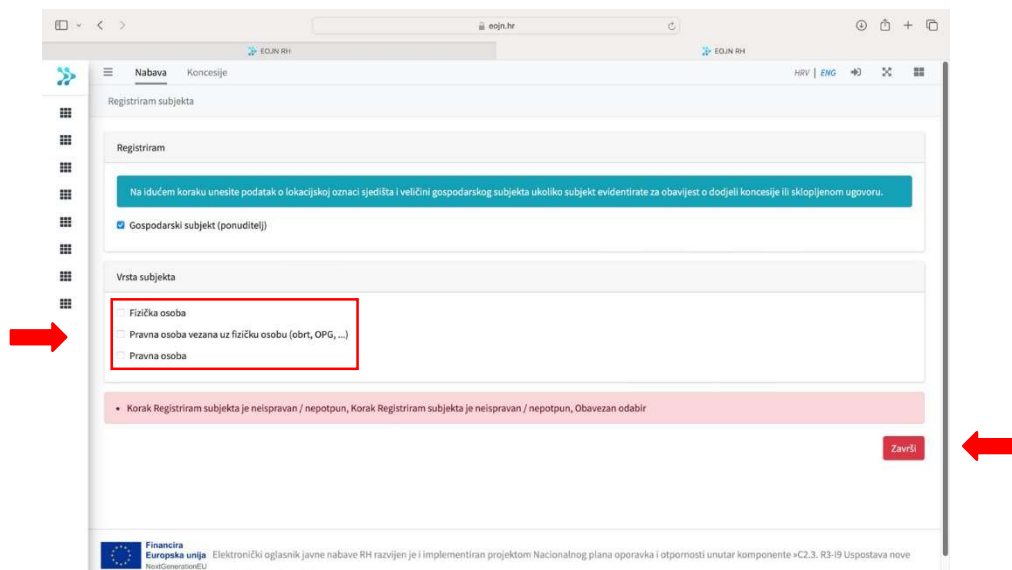 eojn.hr
EOJN RH
EOJN RH
Nabava Koncesije HRV | ENG
Registriram subjekta
Registriram
Na idućem koraku unesite podatak o lokacijskoj oznaci sjedišta i veličini gospodarskog subjekta ukoliko subjekt evidentirate za obavijest o dodjeli koncesije ili sklopljenom ugovoru.
Gospodarski subjekt (ponuditelj)
Vrsta subjekta
Fizička osoba
Pravna osoba vezana uz fizičku osobu (obrt, OPG, ...)
Pravna osoba
• Korak Registriram subjekta je neispravan / nepotpun, Korak Registriram subjekta je neispravan / nepotpun, Obavezan odabir
Završi
Financira
Europska unija
NextGenerationEU
Elektronički oglasnik javne nabave RH razvijen je i implementiran projektom Nacionalnog plana oporavka i otpornosti unutar komponente »C2.3. R3-I9 Uspostava nove